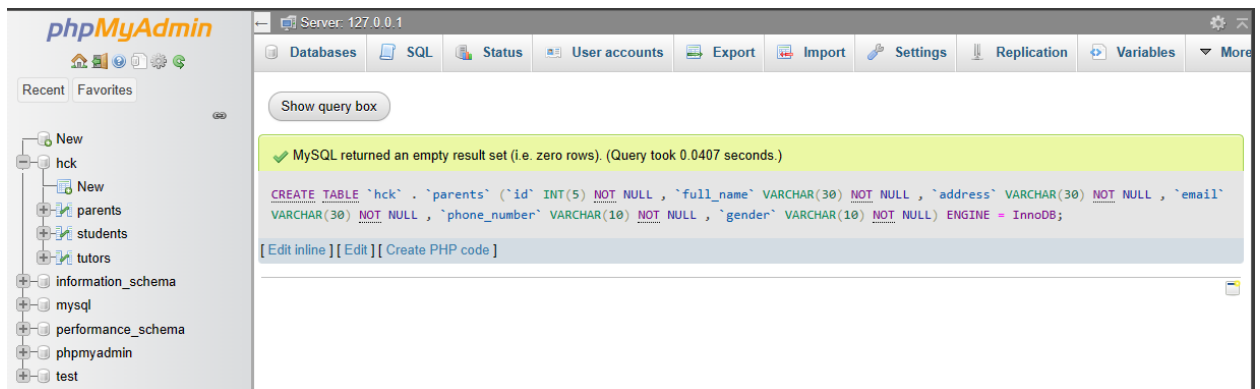 phpMyAdmin
Recent Favorites
New
hck
New
parents
students
tutors
information_schema
mysql
performance_schema
phpmyadmin
test
Server: 127.0.0.1
Databases SQL Status User accounts Export Import Settings Replication Variables More
Show query box
MySQL returned an empty result set (i.e. zero rows). (Query took 0.0407 seconds.)
CREATE TABLE `hck` . `parents` (`id` INT(5) NOT NULL , `full_name` VARCHAR(30) NOT NULL , `address` VARCHAR(30) NOT NULL , `email`
VARCHAR(30) NOT NULL , `phone_number` VARCHAR(10) NOT NULL , `gender` VARCHAR(10) NOT NULL) ENGINE = InnoDB;
[ Edit inline ] [ Edit ] [ Create PHP code ]